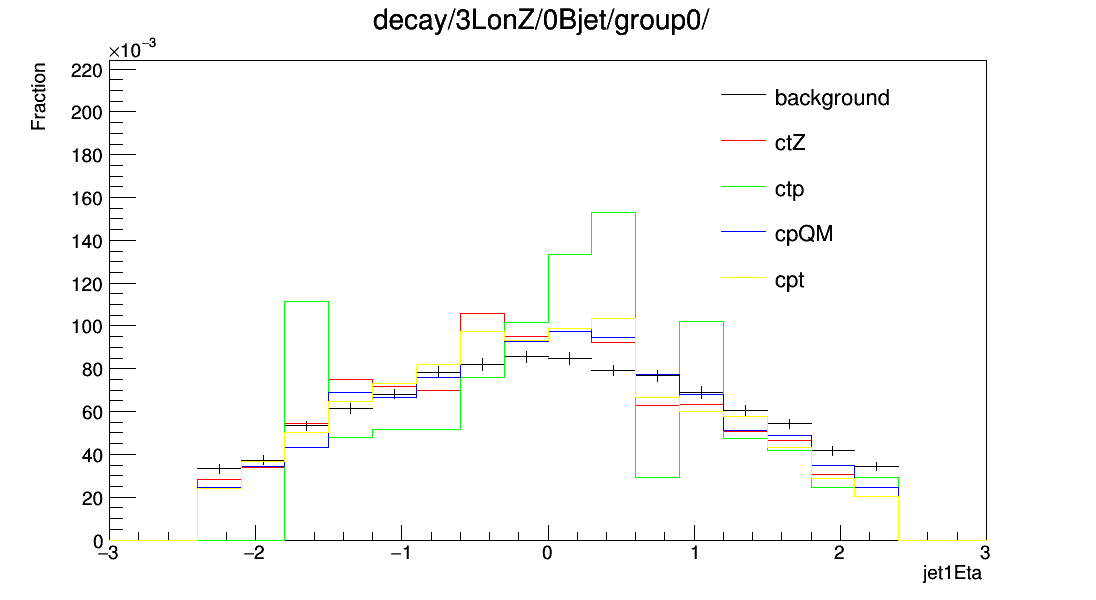 decay/3LonZ/0Bjet/group0/
×10−3
Fraction
220
200
180
160
140
120
100
80
60
40
20
0
background
ctZ
ctp
cpQM
cpt
−3 −2 −1 0 1 2 3
jet1Eta